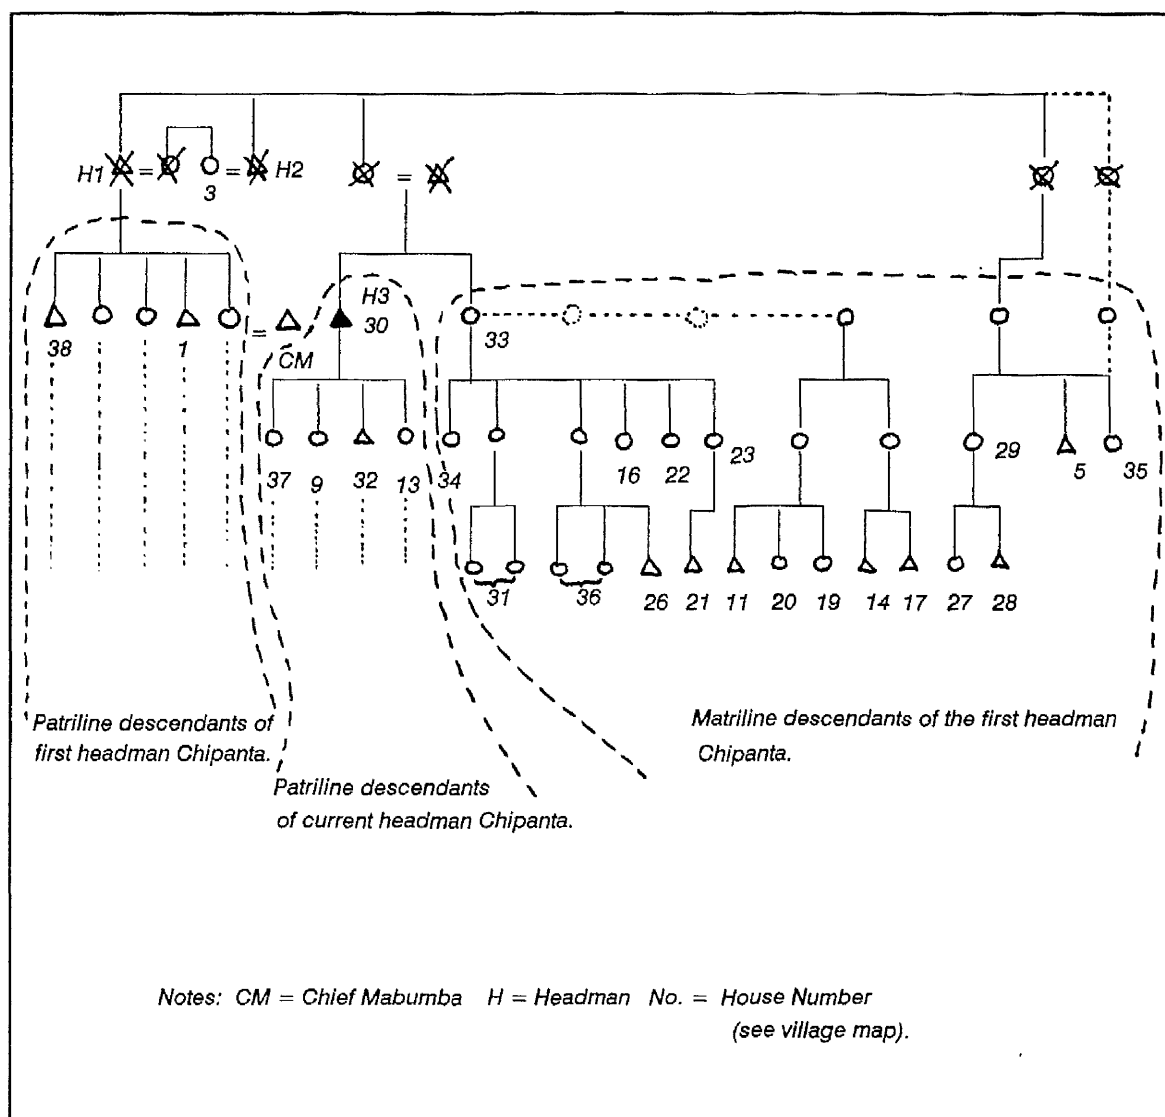 H1 = 3 = H2 =
H3
38 1 = CM 30 33
37 9 32 13 34 16 22 23 29 5 35
31 36 26 21 11 20 19 14 17 27 28
Patriline descendants of
first headman Chipanta.
Matriline descendants of the first headman
Chipanta.
Patriline descendants
of current headman Chipanta.
Notes: CM = Chief Mabumba H = Headman No. = House Number
(see village map).